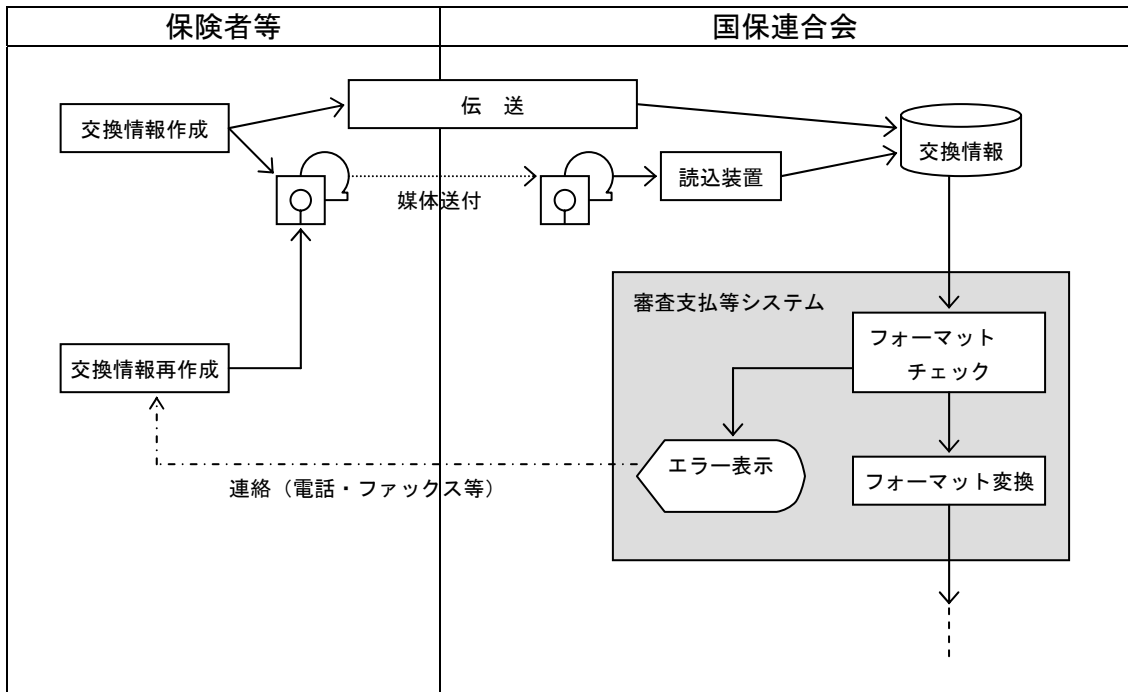 保険者等
国保連合会
伝　送
交換情報作成
交換情報
読込装置
媒体送付
審査支払等システム
フォーマット
チェック
交換情報再作成
エラー表示
フォーマット変換
連絡（電話・ファックス等）